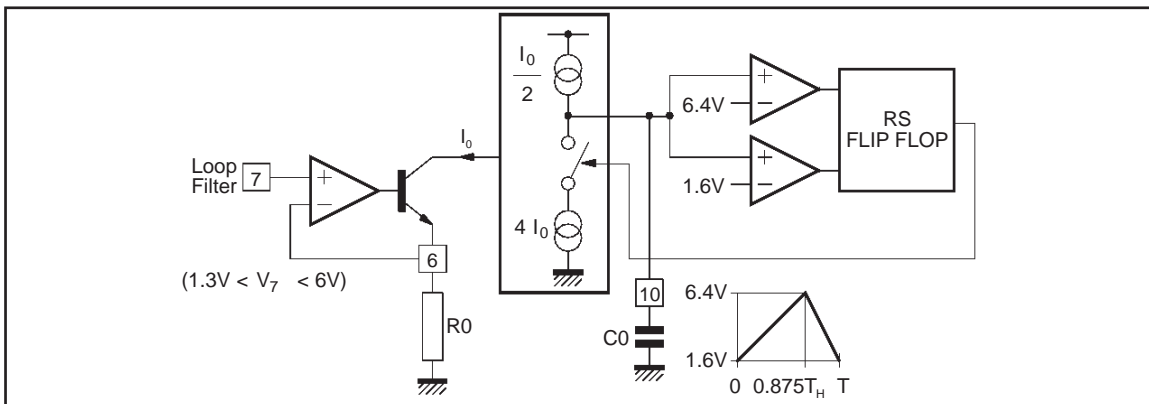 Loop
Filter
7
+
−
I0
6
(1.3V < V7 < 6V)
R0
I0
2
4 I0
10
C0
+
6.4V
−
+
1.6V
−
RS
FLIP FLOP
6.4V
1.6V
0 0.875TH T